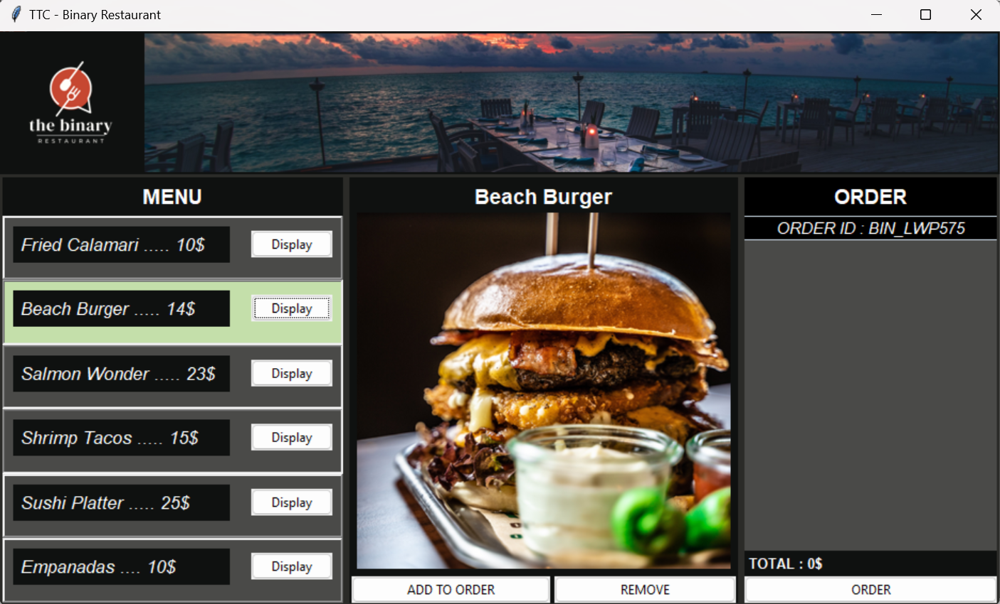 TTC - Binary Restaurant
the binary
RESTAURANT
MENU
Fried Calamari ..... 10$
Display
Beach Burger ..... 14$
Display
Salmon Wonder ..... 23$
Display
Shrimp Tacos ..... 15$
Display
Sushi Platter ..... 25$
Display
Empanadas .... 10$
Display
Beach Burger
ADD TO ORDER
REMOVE
ORDER
ORDER ID : BIN_LWP575
TOTAL : 0$
ORDER